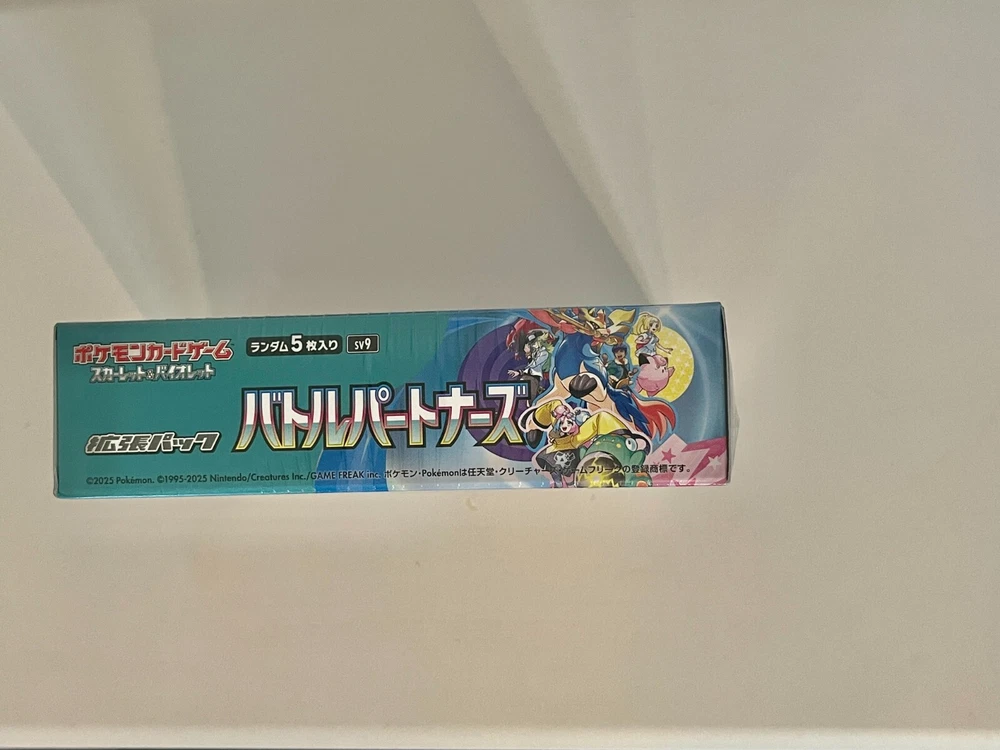 ポケモンカードゲーム
スカーレット&バイオレット
ランダム5枚入り SV9
バトルパートナーズ
拡張パック
©2025 Pokémon. ©1995-2025 Nintendo/Creatures Inc./GAME FREAK inc. ポケモン・Pokémonは任天堂・クリーチャーズ・ゲームフリークの登録商標です。